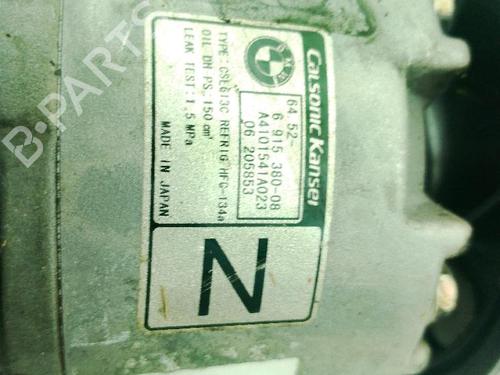 Calsonic Kansei
BMW
64.52-
6 915 380-08
A4101541A023
06 205853
TYPE: CSE613C REFRIG HFC-134a
OIL DH PS, 150 cm³
LEAK TEST: 1,5 MPa
MADE IN JAPAN
N
B-PARTS